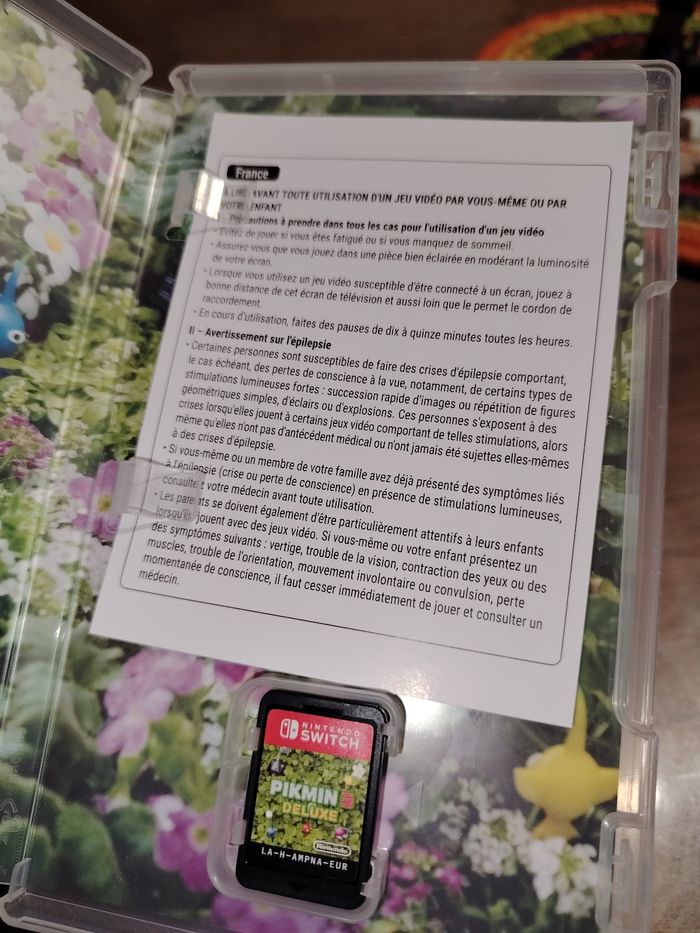 France
À LIRE AVANT TOUTE UTILISATION D'UN JEU VIDÉO PAR VOUS-MÊME OU PAR
VOTRE ENFANT
– Précautions à prendre dans tous les cas pour l'utilisation d'un jeu vidéo
• Évitez de jouer si vous êtes fatigué ou si vous manquez de sommeil.
• Assurez-vous que vous jouez dans une pièce bien éclairée en modérant la luminosité
de votre écran.
• Lorsque vous utilisez un jeu vidéo susceptible d'être connecté à un écran, jouez à
bonne distance de cet écran de télévision et aussi loin que le permet le cordon de
raccordement.
• En cours d'utilisation, faites des pauses de dix à quinze minutes toutes les heures.
II – Avertissement sur l'épilepsie
• Certaines personnes sont susceptibles de faire des crises d'épilepsie comportant,
le cas échéant, des pertes de conscience à la vue, notamment, de certains types de
stimulations lumineuses fortes : succession rapide d'images ou répétition de figures
géométriques simples, d'éclairs ou d'explosions. Ces personnes s'exposent à des
crises lorsqu'elles jouent à certains jeux vidéo comportant de telles stimulations, alors
même qu'elles n'ont pas d'antécédent médical ou n'ont jamais été sujettes elles-mêmes
à des crises d'épilepsie.
• Si vous-même ou un membre de votre famille avez déjà présenté des symptômes liés
à l'épilepsie (crise ou perte de conscience) en présence de stimulations lumineuses,
consultez votre médecin avant toute utilisation.
• Les parents se doivent également d'être particulièrement attentifs à leurs enfants
lorsqu'ils jouent avec des jeux vidéo. Si vous-même ou votre enfant présentez un
des symptômes suivants : vertige, trouble de la vision, contraction des yeux ou des
muscles, trouble de l'orientation, mouvement involontaire ou convulsion, perte
momentanée de conscience, il faut cesser immédiatement de jouer et consulter un
médecin.
NINTENDO
SWITCH
PIKMIN 3
DELUXE
Nintendo
LA-H-AMPNA-EUR